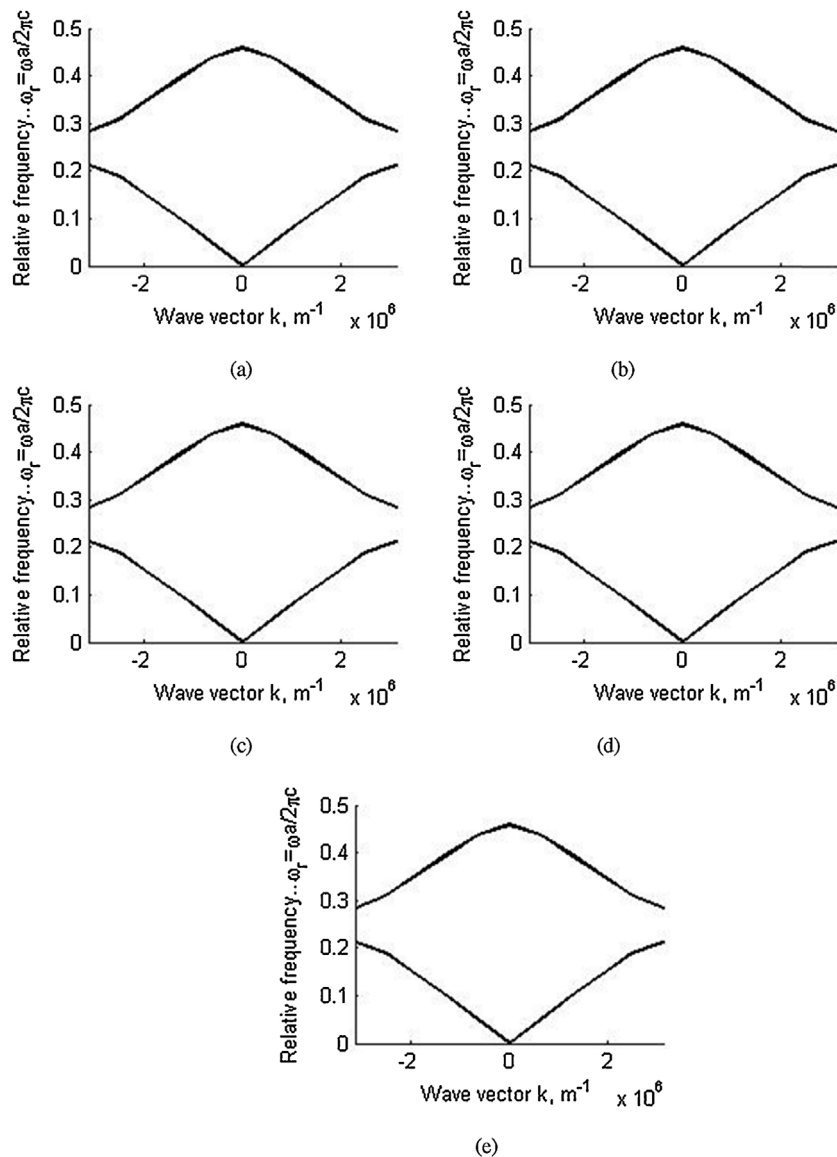 Relative frequency.. ωr=ωa/2πc
0.5
0.4
0.3
0.2
0.1
0
-2
0
2
Wave vector k, m-1
x 10^6
(a)
Relative frequency.. ωr=ωa/2πc
0.5
0.4
0.3
0.2
0.1
0
-2
0
2
Wave vector k, m-1
x 10^6
(b)
Relative frequency.. ωr=ωa/2πc
0.5
0.4
0.3
0.2
0.1
0
-2
0
2
Wave vector k, m-1
x 10^6
(c)
Relative frequency.. ωr=ωa/2πc
0.5
0.4
0.3
0.2
0.1
0
-2
0
2
Wave vector k, m-1
x 10^6
(d)
Relative frequency.. ωr=ωa/2πc
0.5
0.4
0.3
0.2
0.1
0
-2
0
2
Wave vector k, m-1
x 10^6
(e)